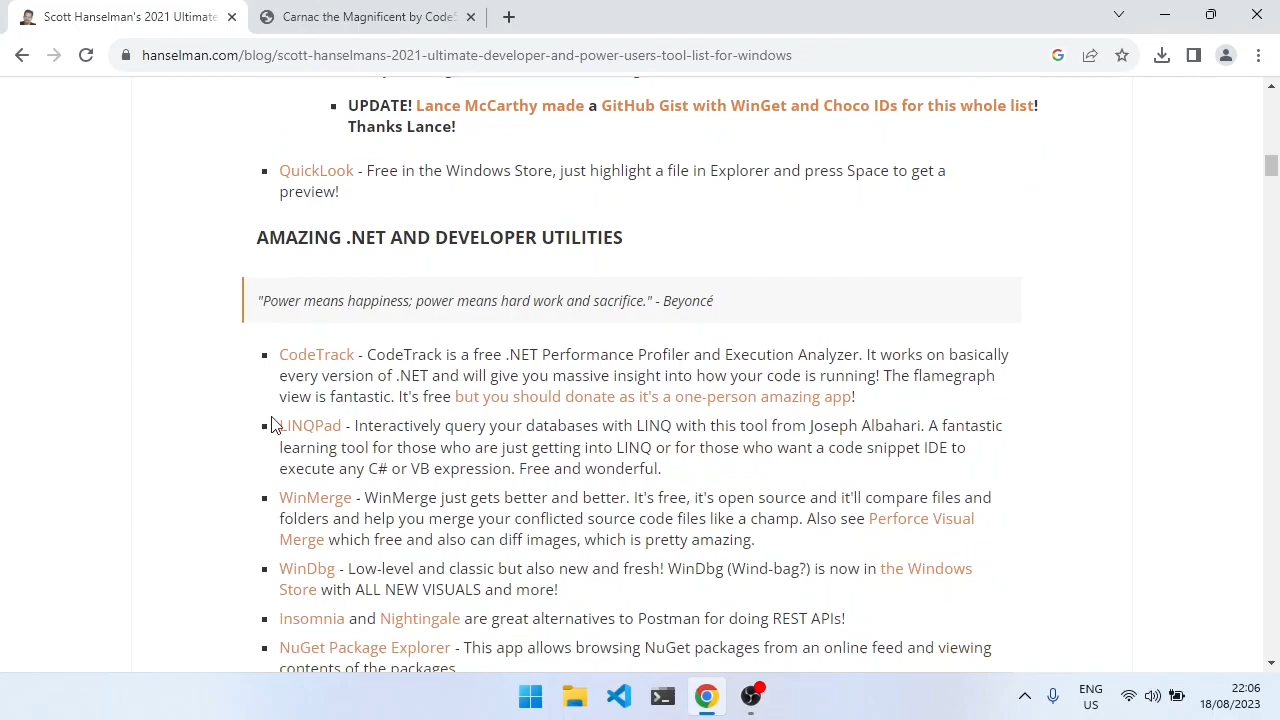 Scott Hanselman's 2021 Ultimate
Carnac the Magnificent by CodeS
hanselman.com/blog/scott-hanselmans-2021-ultimate-developer-and-power-users-tool-list-for-windows
UPDATE! Lance McCarthy made a GitHub Gist with WinGet and Choco IDs for this whole list!
Thanks Lance!
QuickLook - Free in the Windows Store, just highlight a file in Explorer and press Space to get a
preview!
AMAZING .NET AND DEVELOPER UTILITIES
"Power means happiness; power means hard work and sacrifice." - Beyoncé
CodeTrack - CodeTrack is a free .NET Performance Profiler and Execution Analyzer. It works on basically
every version of .NET and will give you massive insight into how your code is running! The flamegraph
view is fantastic. It's free but you should donate as it's a one-person amazing app!
LINQPad - Interactively query your databases with LINQ with this tool from Joseph Albahari. A fantastic
learning tool for those who are just getting into LINQ or for those who want a code snippet IDE to
execute any C# or VB expression. Free and wonderful.
WinMerge - WinMerge just gets better and better. It's free, it's open source and it'll compare files and
folders and help you merge your conflicted source code files like a champ. Also see Perforce Visual
Merge which free and also can diff images, which is pretty amazing.
WinDbg - Low-level and classic but also new and fresh! WinDbg (Wind-bag?) is now in the Windows
Store with ALL NEW VISUALS and more!
Insomnia and Nightingale are great alternatives to Postman for doing REST APIs!
NuGet Package Explorer - This app allows browsing NuGet packages from an online feed and viewing
contents of the packages.
ENG
US
22:06
18/08/2023